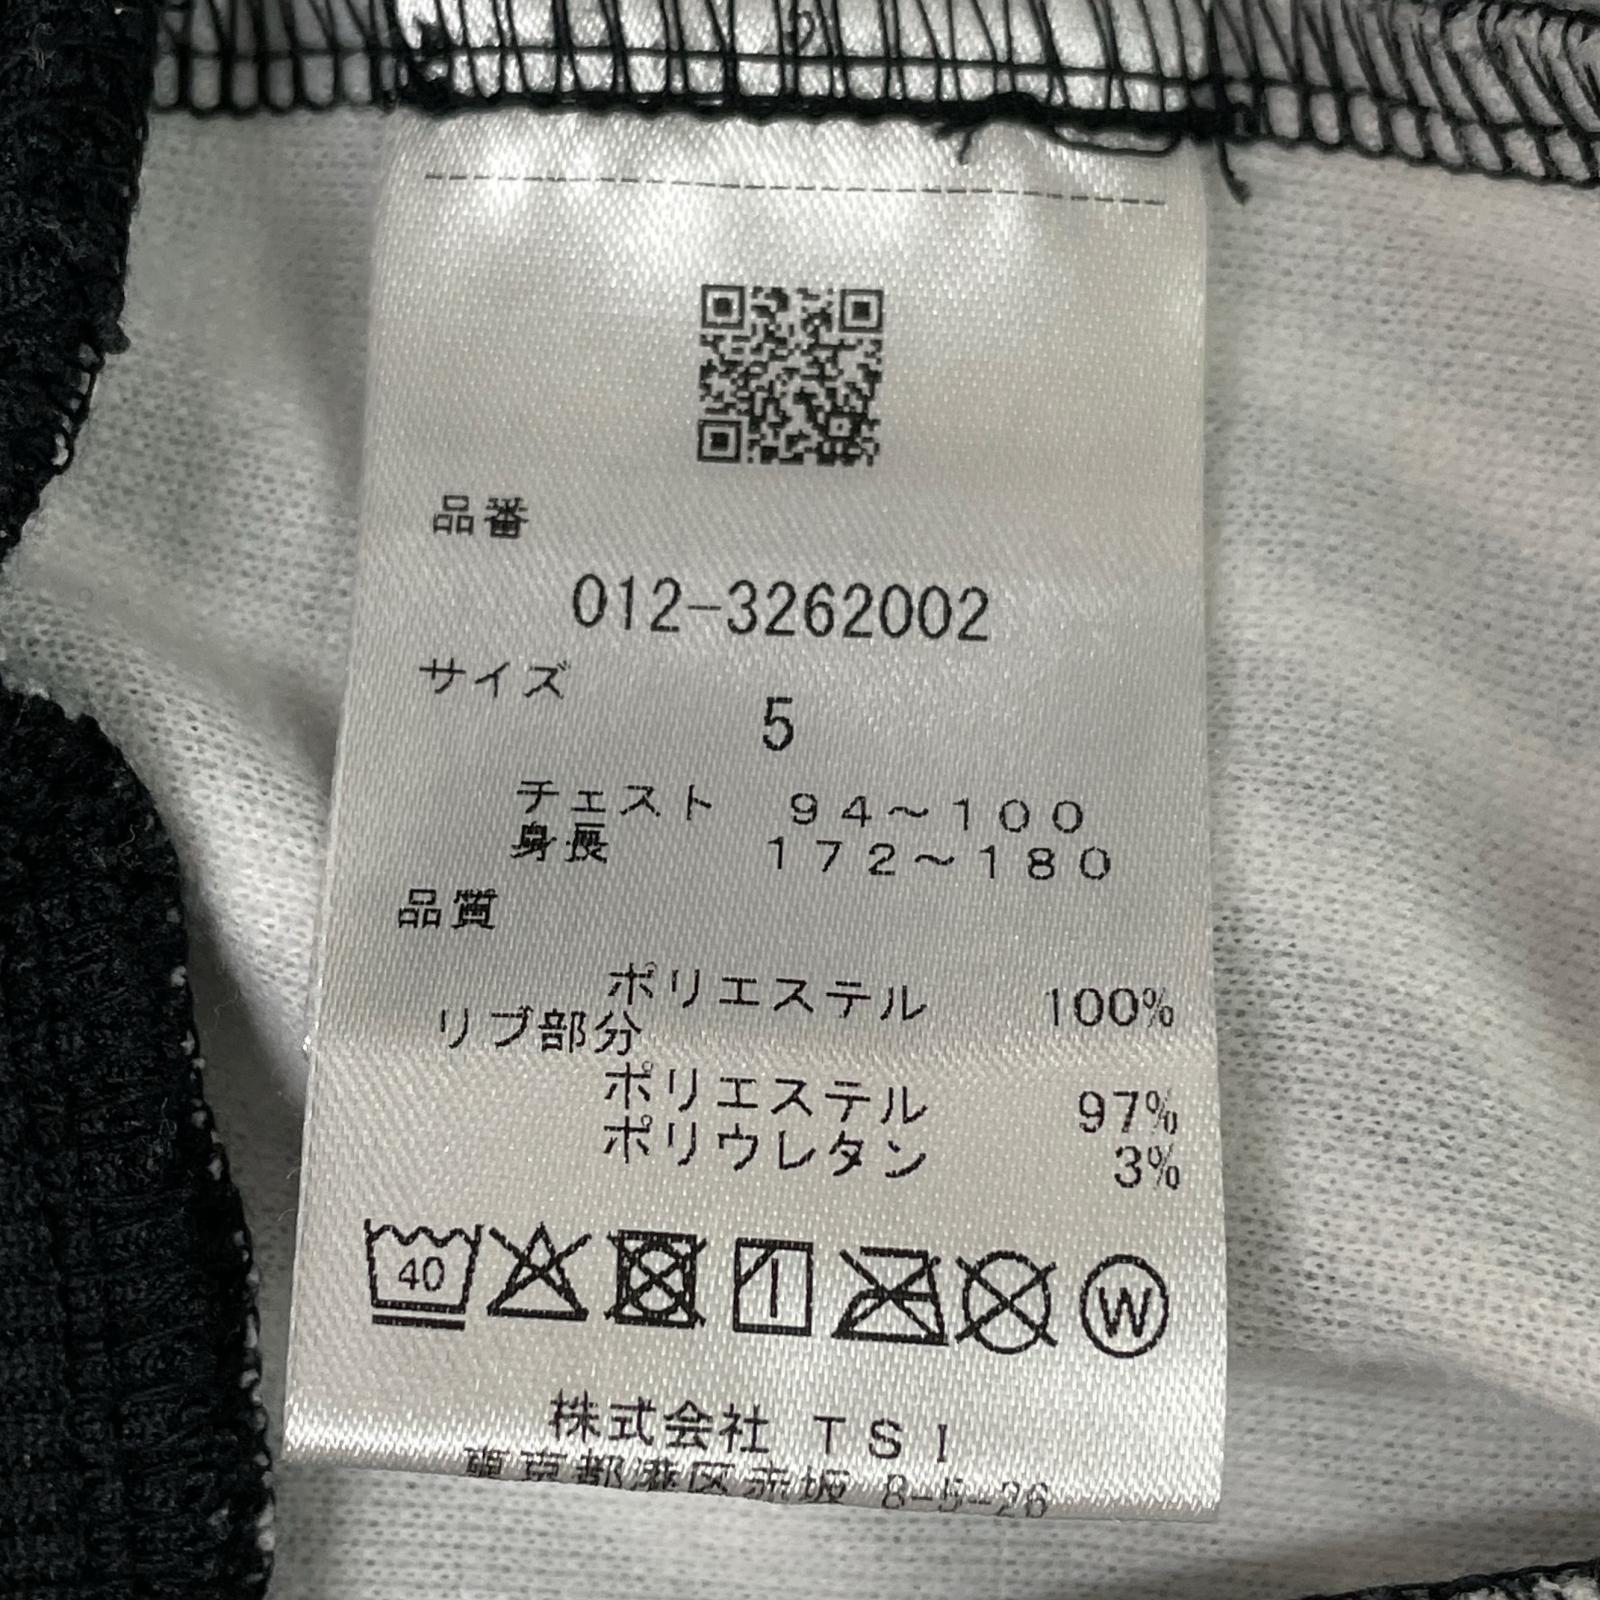 品番
012-3262002
サイズ
5
チェスト 94～100
身長 172～180
品質
ポリエステル 100%
リブ部分
ポリエステル 97%
ポリウレタン 3%
40
W
株式会社 TSI
東京都港区赤坂 8-5-26